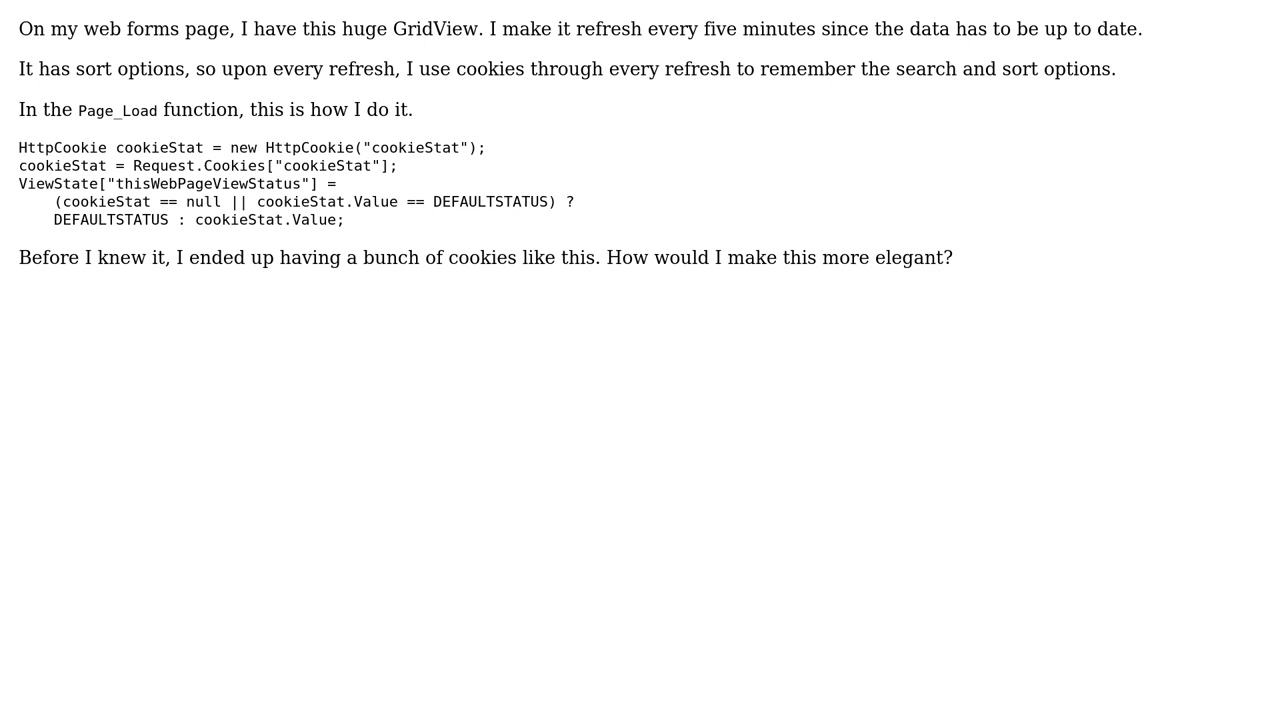 On my web forms page, I have this huge GridView. I make it refresh every five minutes since the data has to be up to date.
It has sort options, so upon every refresh, I use cookies through every refresh to remember the search and sort options.
In the Page_Load function, this is how I do it.
HttpCookie cookieStat = new HttpCookie("cookieStat");
cookieStat = Request.Cookies["cookieStat"];
ViewState["thisWebPageViewStatus"] =
    (cookieStat == null || cookieStat.Value == DEFAULTSTATUS) ?
    DEFAULTSTATUS : cookieStat.Value;
Before I knew it, I ended up having a bunch of cookies like this. How would I make this more elegant?